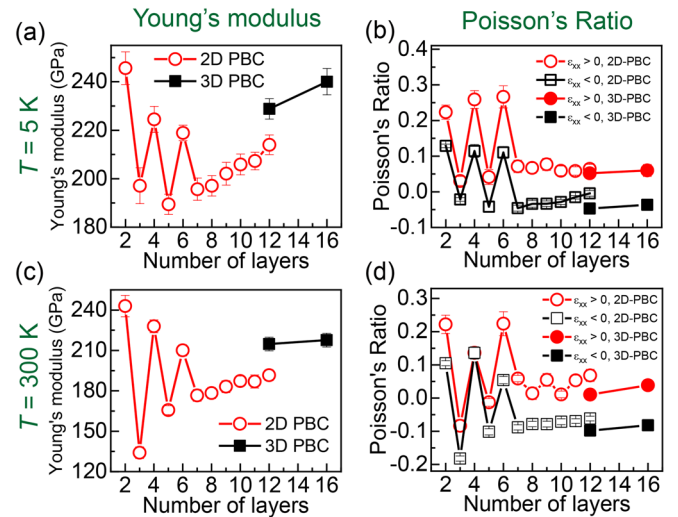 Young's modulus
Poisson's Ratio
T = 5 K
(a)
Young's modulus (GPa)
240
220
200
180
2D PBC
3D PBC
2 4 6 8 10 12 14 16
Number of layers
(b)
Poisson's Ratio
0.4
0.3
0.2
0.1
0.0
-0.1
εxx > 0, 2D-PBC
εxx < 0, 2D-PBC
εxx > 0, 3D-PBC
εxx < 0, 3D-PBC
2 4 6 8 10 12 14 16
Number of layers
T = 300 K
(c)
Young's modulus (GPa)
240
210
180
150
120
2D PBC
3D PBC
2 4 6 8 10 12 14 16
Number of layers
(d)
Poisson's Ratio
0.3
0.2
0.1
0.0
-0.1
-0.2
εxx > 0, 2D-PBC
εxx < 0, 2D-PBC
εxx > 0, 3D-PBC
εxx < 0, 3D-PBC
2 4 6 8 10 12 14 16
Number of layers